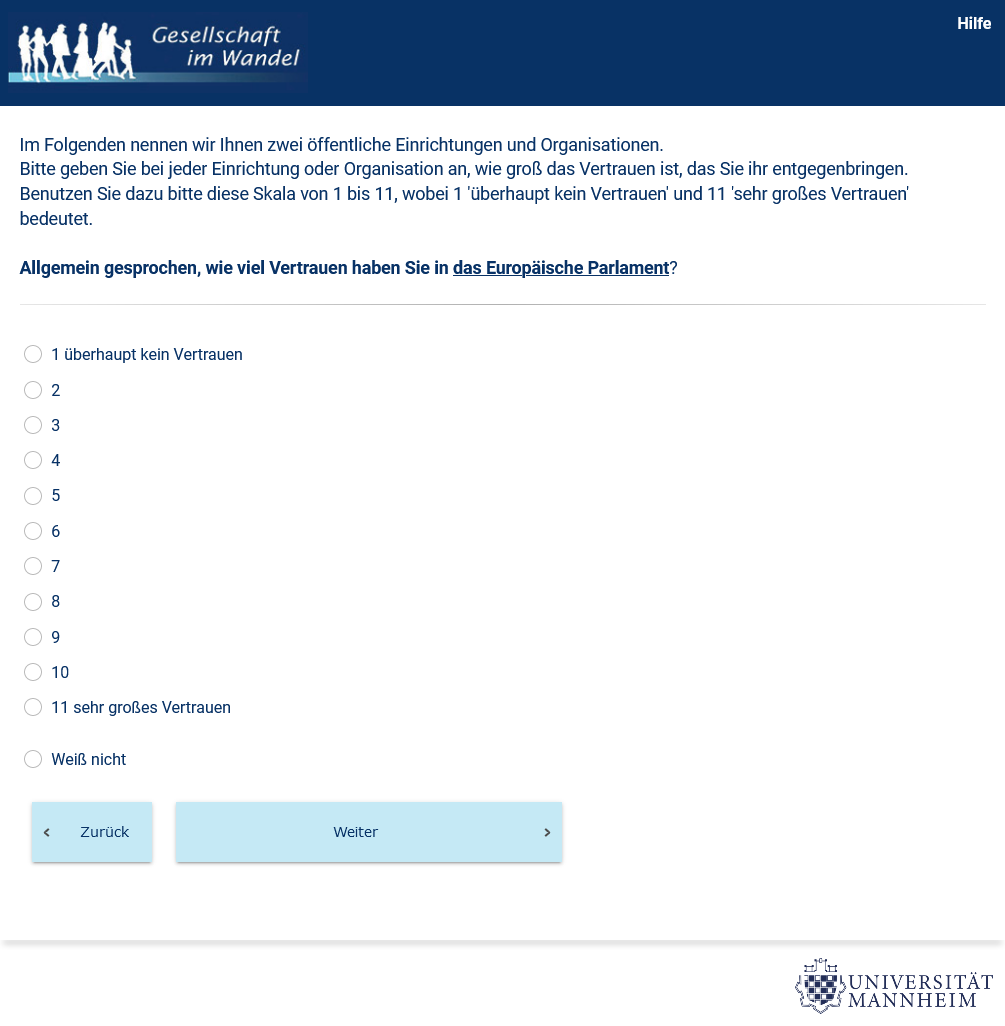 Gesellschaft
im Wandel
Hilfe
Im Folgenden nennen wir Ihnen zwei öffentliche Einrichtungen und Organisationen.
Bitte geben Sie bei jeder Einrichtung oder Organisation an, wie groß das Vertrauen ist, das Sie ihr entgegenbringen.
Benutzen Sie dazu bitte diese Skala von 1 bis 11, wobei 1 'überhaupt kein Vertrauen' und 11 'sehr großes Vertrauen'
bedeutet.
Allgemein gesprochen, wie viel Vertrauen haben Sie in das Europäische Parlament?
1 überhaupt kein Vertrauen
2
3
4
5
6
7
8
9
10
11 sehr großes Vertrauen
Weiß nicht
‹ Zurück
Weiter ›
UNIVERSITÄT
MANNHEIM